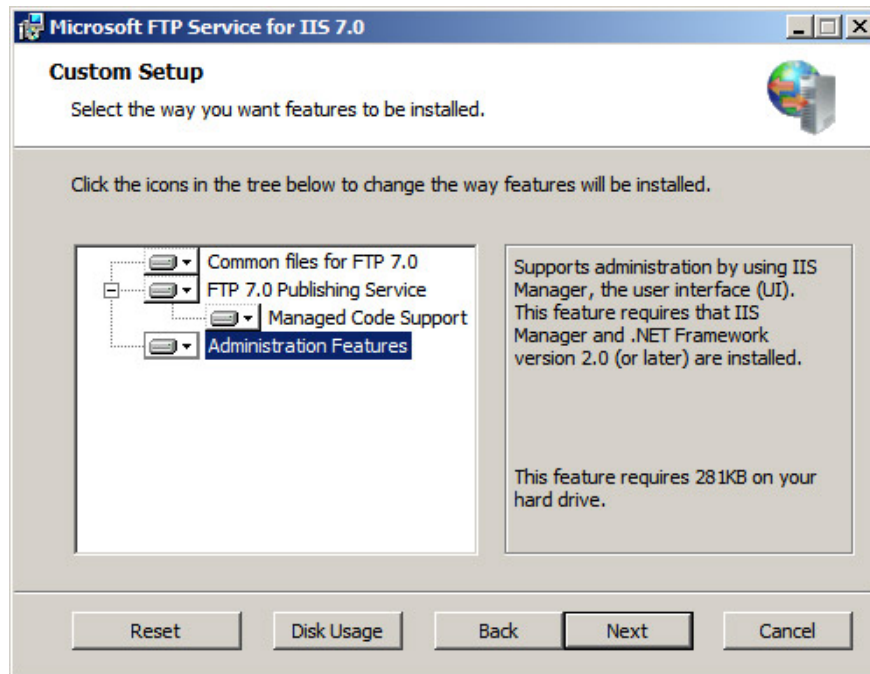 Microsoft FTP Service for IIS 7.0
Custom Setup
Select the way you want features to be installed.
Click the icons in the tree below to change the way features will be installed.
Common files for FTP 7.0
FTP 7.0 Publishing Service
Managed Code Support
Administration Features
Supports administration by using IIS
Manager, the user interface (UI).
This feature requires that IIS
Manager and .NET Framework
version 2.0 (or later) are installed.
This feature requires 281KB on your
hard drive.
Reset
Disk Usage
Back
Next
Cancel